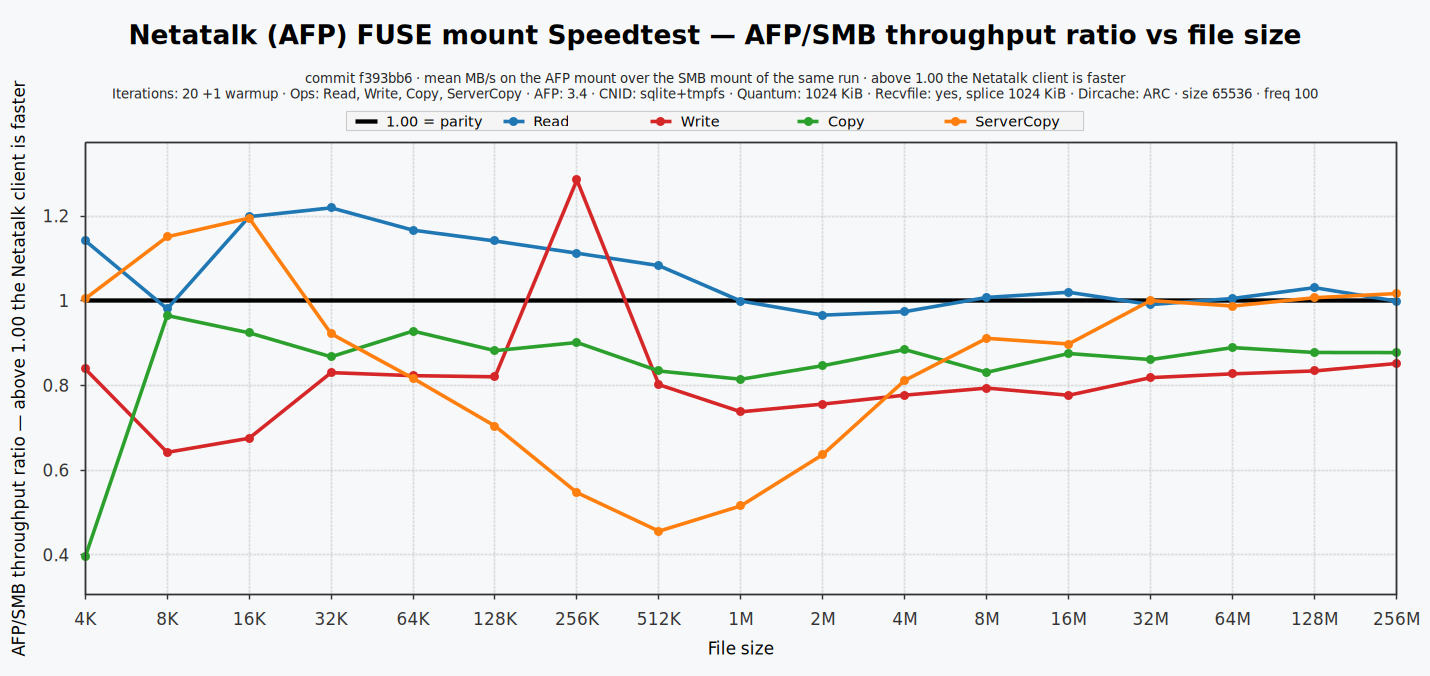 Netatalk (AFP) FUSE mount Speedtest — AFP/SMB throughput ratio vs file size
commit f393bb6 · mean MB/s on the AFP mount over the SMB mount of the same run · above 1.00 the Netatalk client is faster
Iterations: 20 +1 warmup · Ops: Read, Write, Copy, ServerCopy · AFP: 3.4 · CNID: sqlite+tmpfs · Quantum: 1024 KiB · Recvfile: yes, splice 1024 KiB · Dircache: ARC · size 65536 · freq 100
1.00 = parity Read Write Copy ServerCopy
AFP/SMB throughput ratio — above 1.00 the Netatalk client is faster
1.2
1
0.8
0.6
0.4
4K 8K 16K 32K 64K 128K 256K 512K 1M 2M 4M 8M 16M 32M 64M 128M 256M
File size